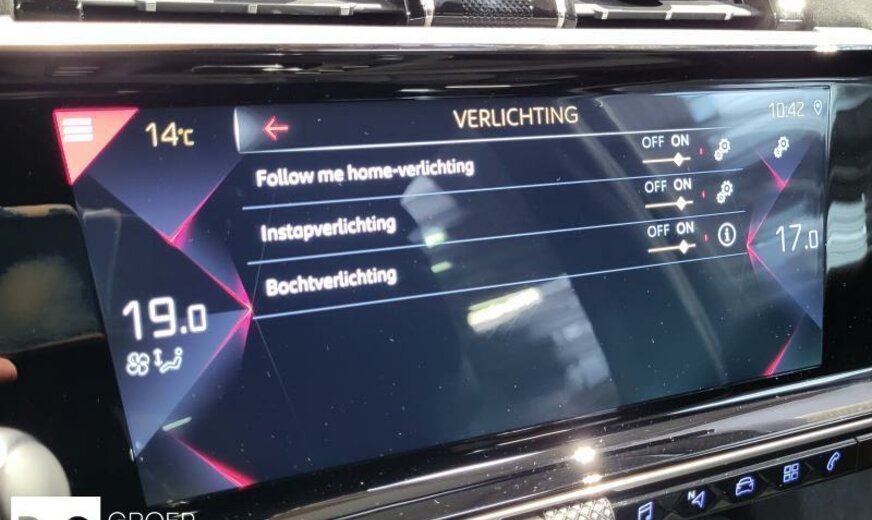 14°C
VERLICHTING
10:42
Follow me home-verlichting
OFF ON
Instapverlichting
OFF ON
Bochtverlichting
OFF ON
19.0
17.0
N
GROEP